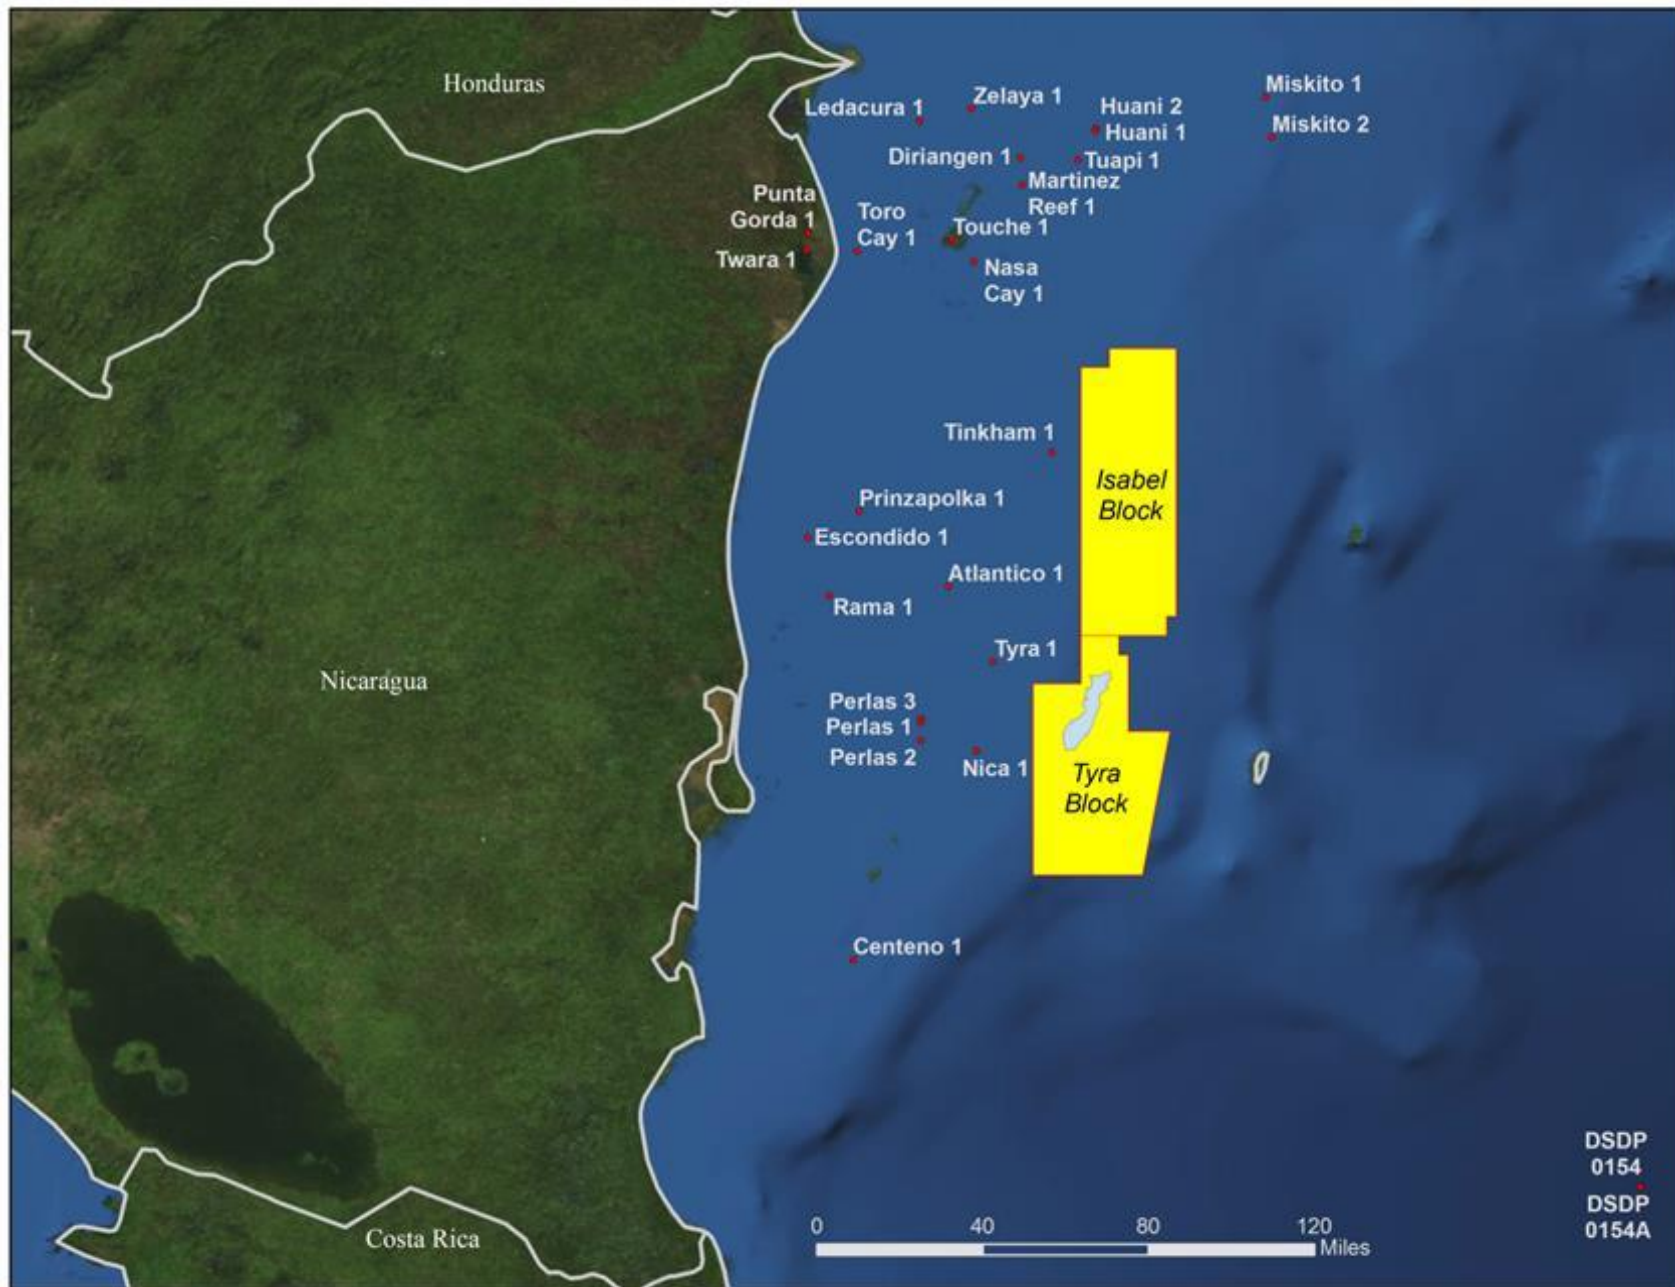 Honduras
Miskito 1
Zelaya 1
Ledacura 1
Huani 2
Huani 1
Miskito 2
Diriangen 1
Tuapi 1
Martinez
Reef 1
Punta
Gorda 1
Toro
Cay 1
Touche 1
Twara 1
Nasa
Cay 1
Tinkham 1
Isabel
Block
Prinzapolka 1
Escondido 1
Atlantico 1
Rama 1
Tyra 1
Nicaragua
Perlas 3
Perlas 1
Perlas 2
Nica 1
Tyra
Block
Centeno 1
DSDP
0154
DSDP
0154A
Costa Rica
0 40 80 120
Miles